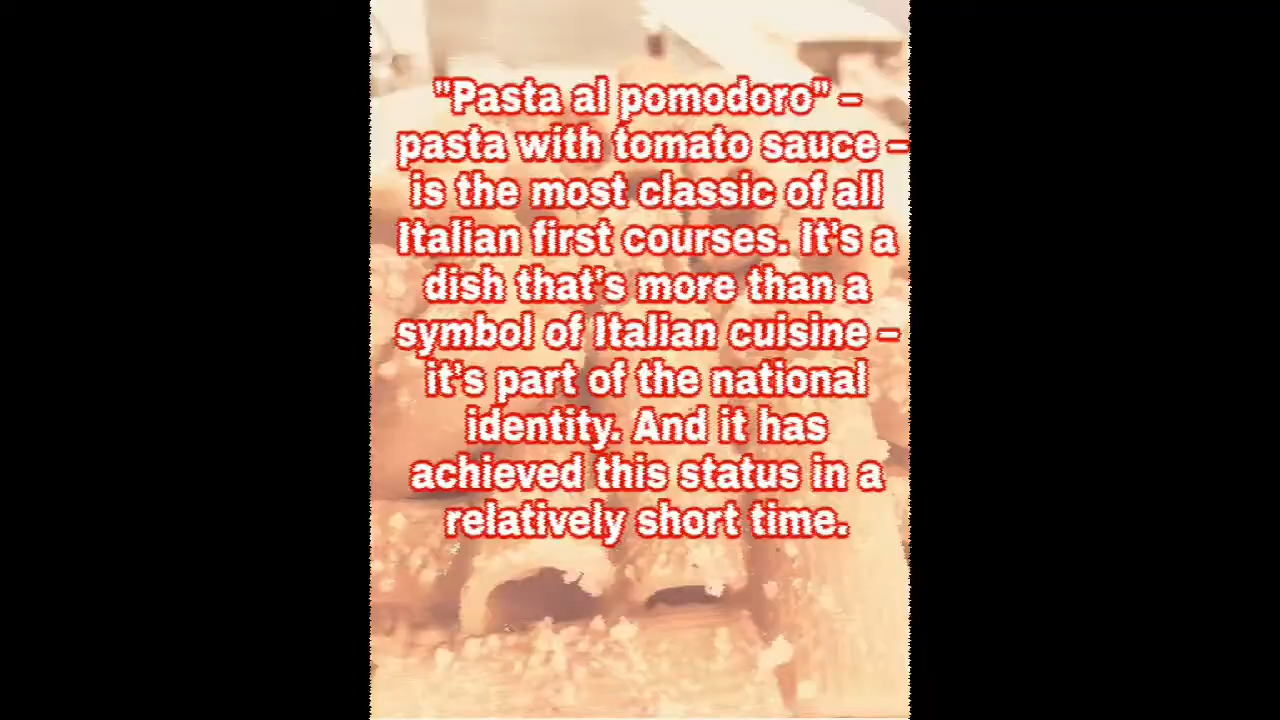 "Pasta al pomodoro" –
pasta with tomato sauce –
is the most classic of all
Italian first courses. It's a
dish that's more than a
symbol of Italian cuisine –
it's part of the national
identity. And it has
achieved this status in a
relatively short time.